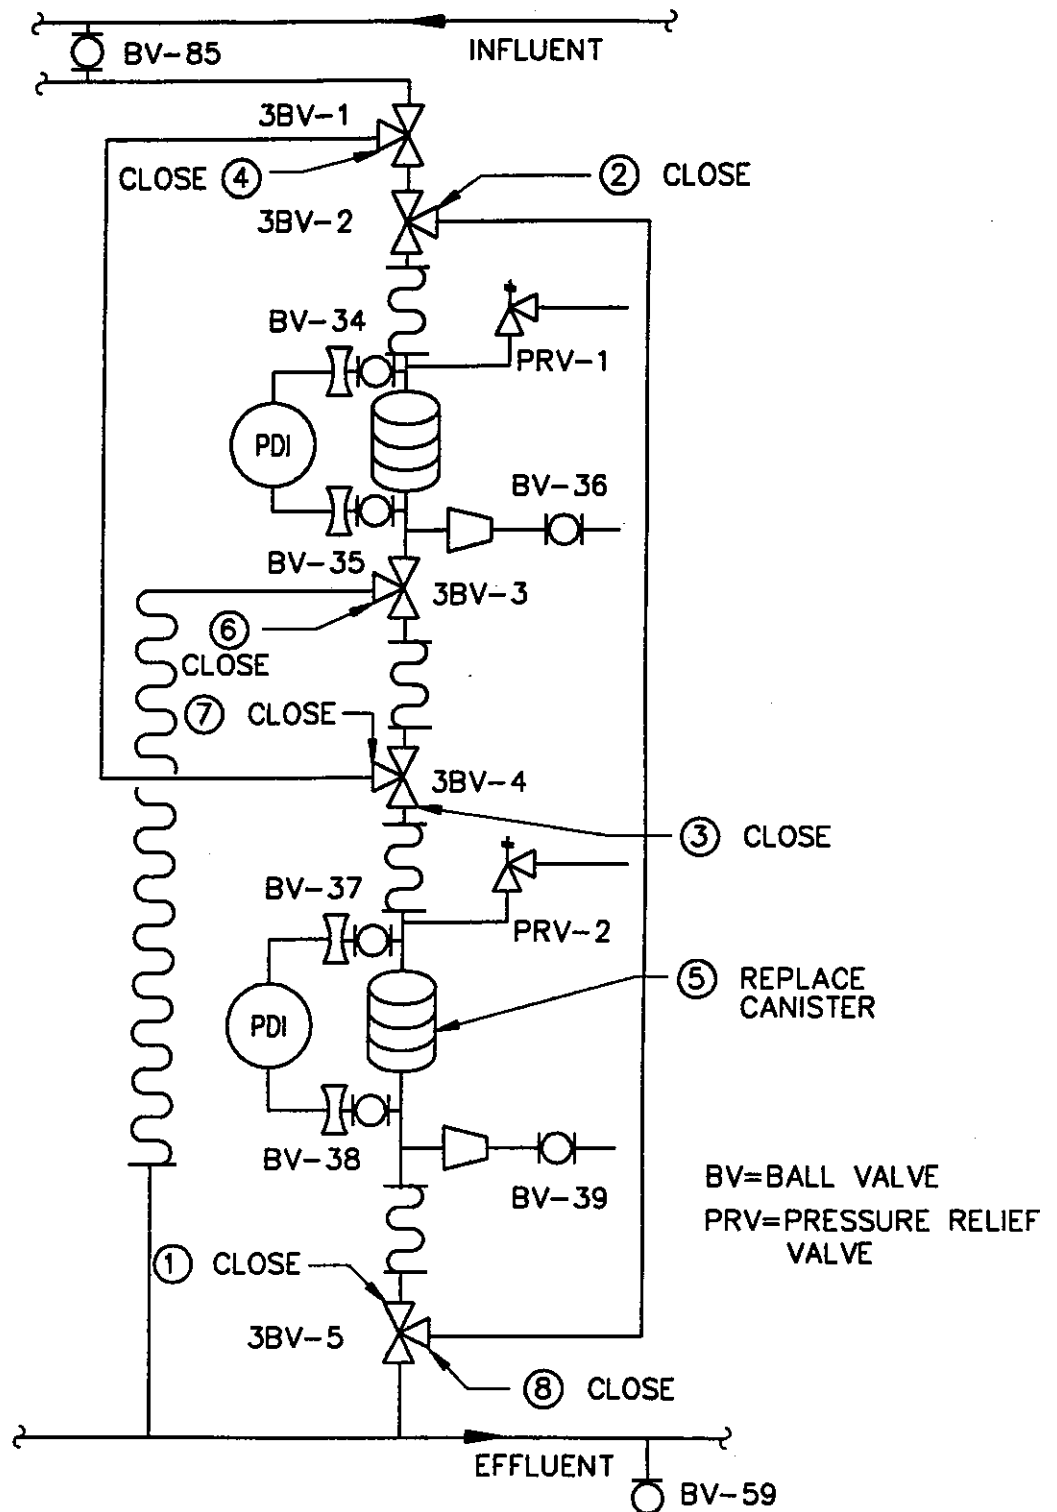 INFLUENT
BV-85
3BV-1
CLOSE 4
2 CLOSE
3BV-2
BV-34
PRV-1
PDI
BV-36
BV-35
3BV-3
6
CLOSE
7 CLOSE
3BV-4
3 CLOSE
BV-37
PRV-2
5 REPLACE
CANISTER
PDI
BV-38
BV-39
BV=BALL VALVE
PRV=PRESSURE RELIEF
VALVE
1 CLOSE
3BV-5
8 CLOSE
EFFLUENT
BV-59